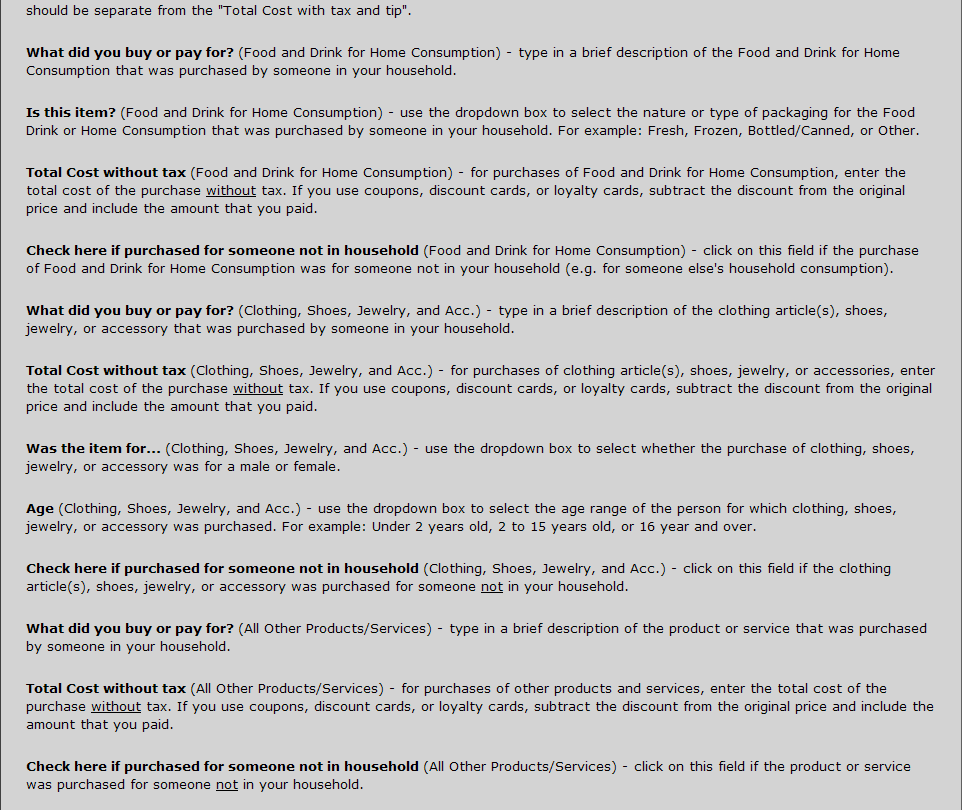 should be separate from the "Total Cost with tax and tip".
What did you buy or pay for? (Food and Drink for Home Consumption) - type in a brief description of the Food and Drink for Home
Consumption that was purchased by someone in your household.
Is this item? (Food and Drink for Home Consumption) - use the dropdown box to select the nature or type of packaging for the Food
Drink or Home Consumption that was purchased by someone in your household. For example: Fresh, Frozen, Bottled/Canned, or Other.
Total Cost without tax (Food and Drink for Home Consumption) - for purchases of Food and Drink for Home Consumption, enter the
total cost of the purchase without tax. If you use coupons, discount cards, or loyalty cards, subtract the discount from the original
price and include the amount that you paid.
Check here if purchased for someone not in household (Food and Drink for Home Consumption) - click on this field if the purchase
of Food and Drink for Home Consumption was for someone not in your household (e.g. for someone else's household consumption).
What did you buy or pay for? (Clothing, Shoes, Jewelry, and Acc.) - type in a brief description of the clothing article(s), shoes,
jewelry, or accessory that was purchased by someone in your household.
Total Cost without tax (Clothing, Shoes, Jewelry, and Acc.) - for purchases of clothing article(s), shoes, jewelry, or accessories, enter
the total cost of the purchase without tax. If you use coupons, discount cards, or loyalty cards, subtract the discount from the original
price and include the amount that you paid.
Was the item for... (Clothing, Shoes, Jewelry, and Acc.) - use the dropdown box to select whether the purchase of clothing, shoes,
jewelry, or accessory was for a male or female.
Age (Clothing, Shoes, Jewelry, and Acc.) - use the dropdown box to select the age range of the person for which clothing, shoes,
jewelry, or accessory was purchased. For example: Under 2 years old, 2 to 15 years old, or 16 year and over.
Check here if purchased for someone not in household (Clothing, Shoes, Jewelry, and Acc.) - click on this field if the clothing
article(s), shoes, jewelry, or accessory was purchased for someone not in your household.
What did you buy or pay for? (All Other Products/Services) - type in a brief description of the product or service that was purchased
by someone in your household.
Total Cost without tax (All Other Products/Services) - for purchases of other products and services, enter the total cost of the
purchase without tax. If you use coupons, discount cards, or loyalty cards, subtract the discount from the original price and include the
amount that you paid.
Check here if purchased for someone not in household (All Other Products/Services) - click on this field if the product or service
was purchased for someone not in your household.